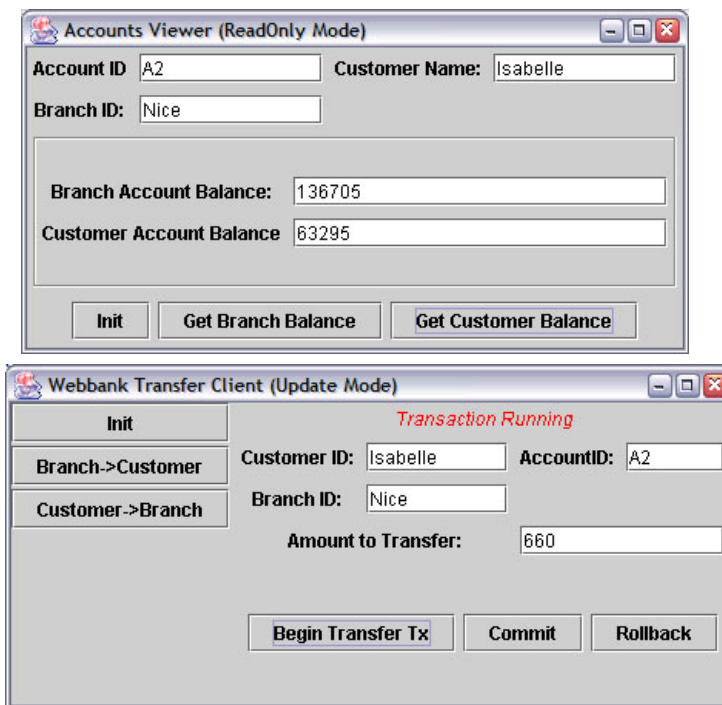 Accounts Viewer (ReadOnly Mode)
Account ID A2 Customer Name: Isabelle
Branch ID: Nice
Branch Account Balance: 136705
Customer Account Balance 63295
Init Get Branch Balance Get Customer Balance
Webbank Transfer Client (Update Mode)
Init Transaction Running
Branch->Customer Customer ID: Isabelle AccountID: A2
Customer->Branch Branch ID: Nice
Amount to Transfer: 660
Begin Transfer Tx Commit Rollback